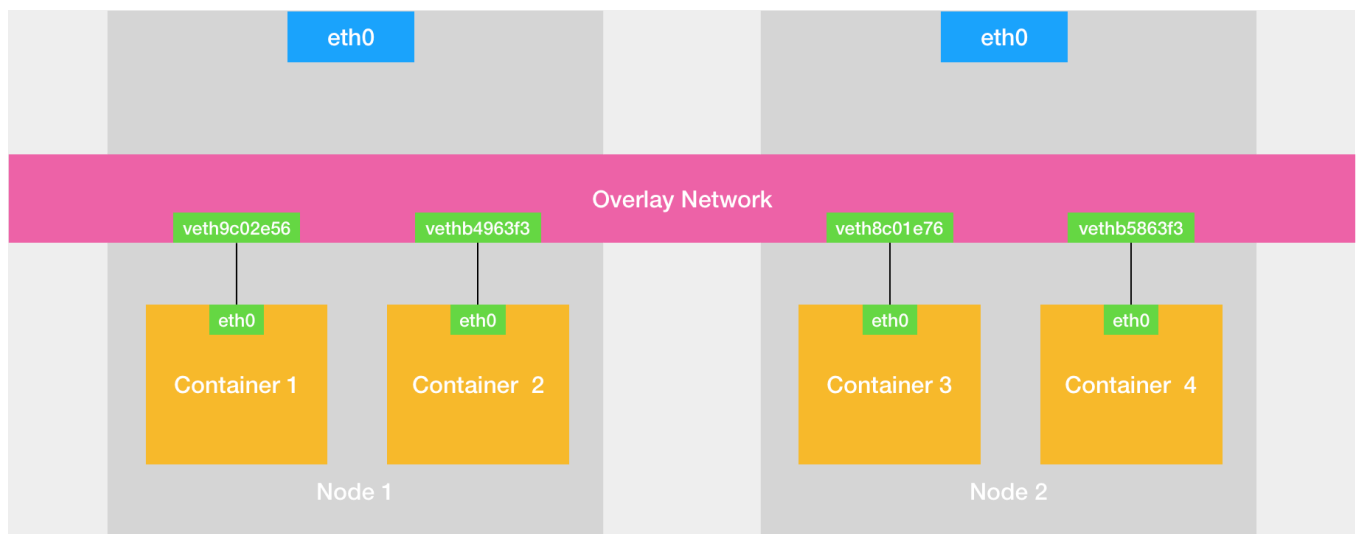 eth0
eth0
Overlay Network
veth9c02e56
vethb4963f3
veth8c01e76
vethb5863f3
eth0
eth0
eth0
eth0
Container 1
Container 2
Container 3
Container 4
Node 1
Node 2